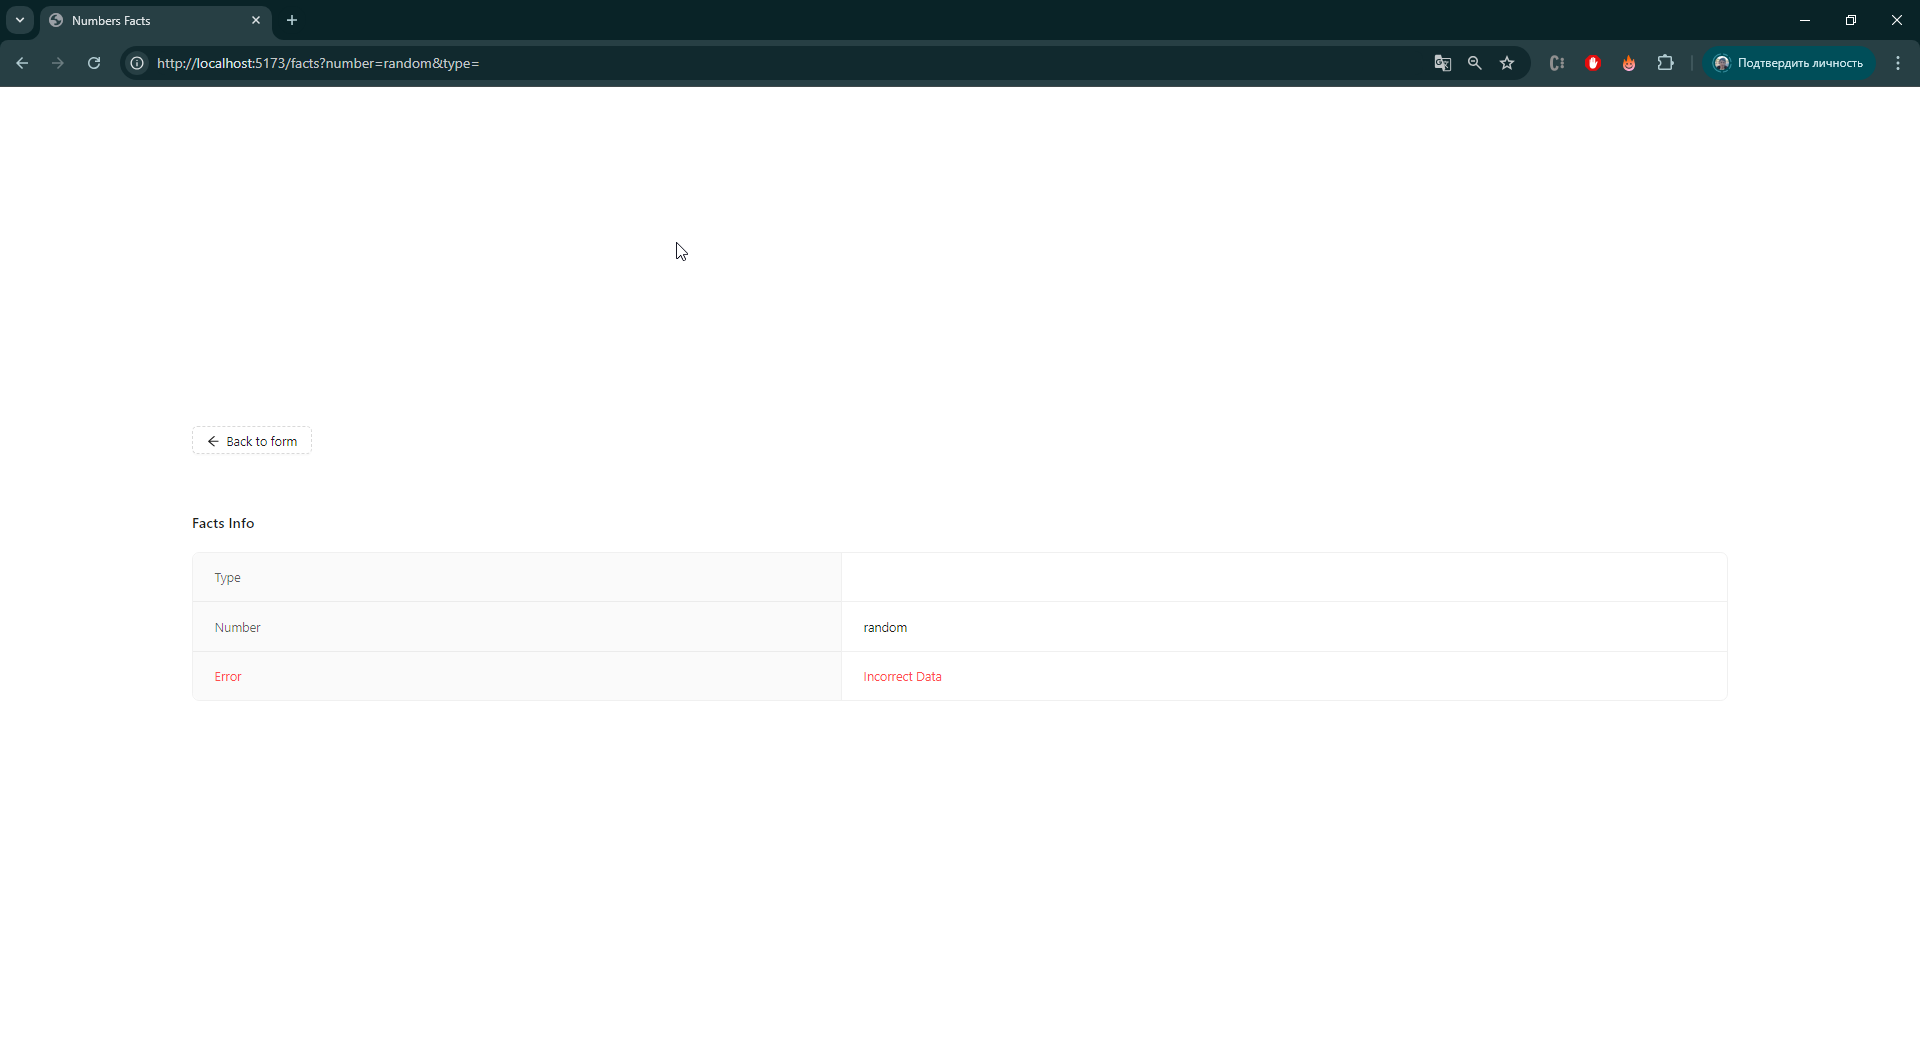 Numbers Facts
http://localhost:5173/facts?number=random&type=
Подтвердить личность
Back to form
Facts Info
Type
Number random
Error Incorrect Data